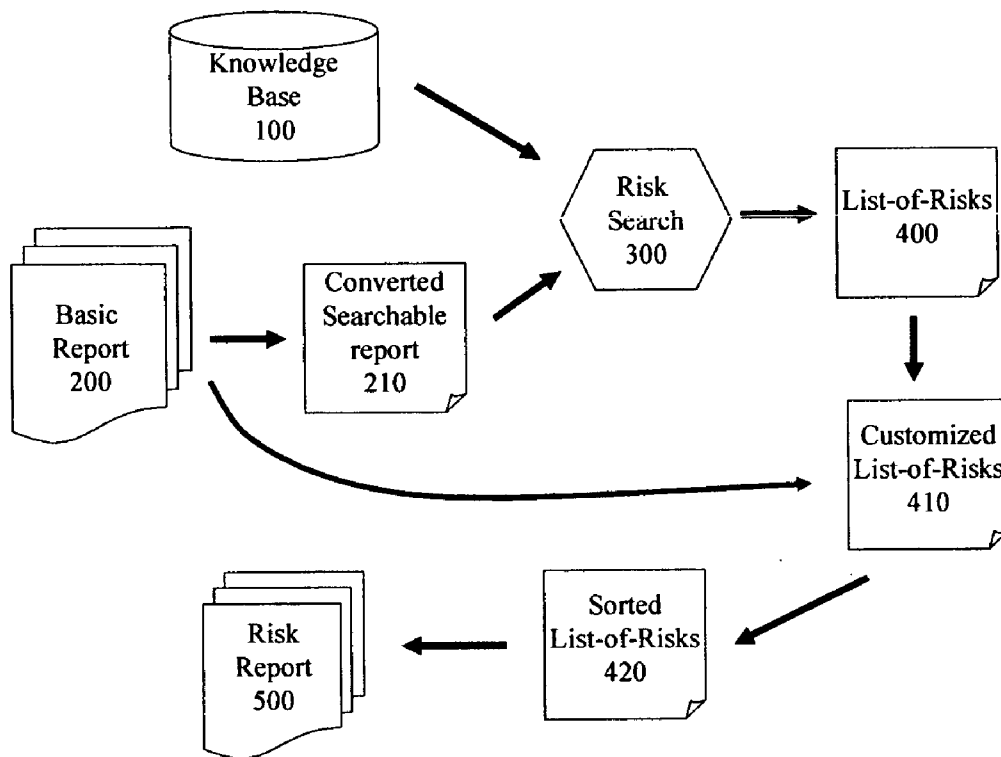 Knowledge
Base
100
Risk
Search
300
List-of-Risks
400
Basic
Report
200
Converted
Searchable
report
210
Customized
List-of-Risks
410
Sorted
List-of-Risks
420
Risk
Report
500